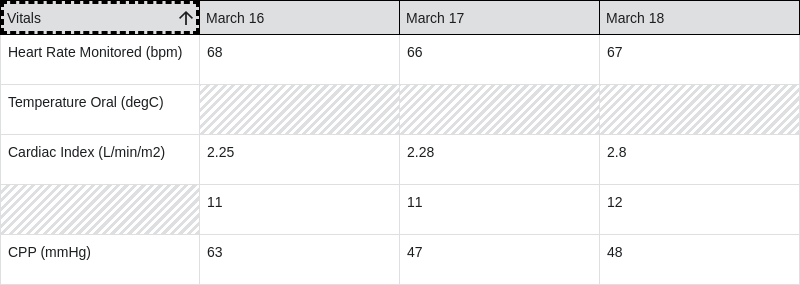 Vitals March 16 March 17 March 18
Heart Rate Monitored (bpm) 68 66 67
Temperature Oral (degC)
Cardiac Index (L/min/m2) 2.25 2.28 2.8
11 11 12
CPP (mmHg) 63 47 48